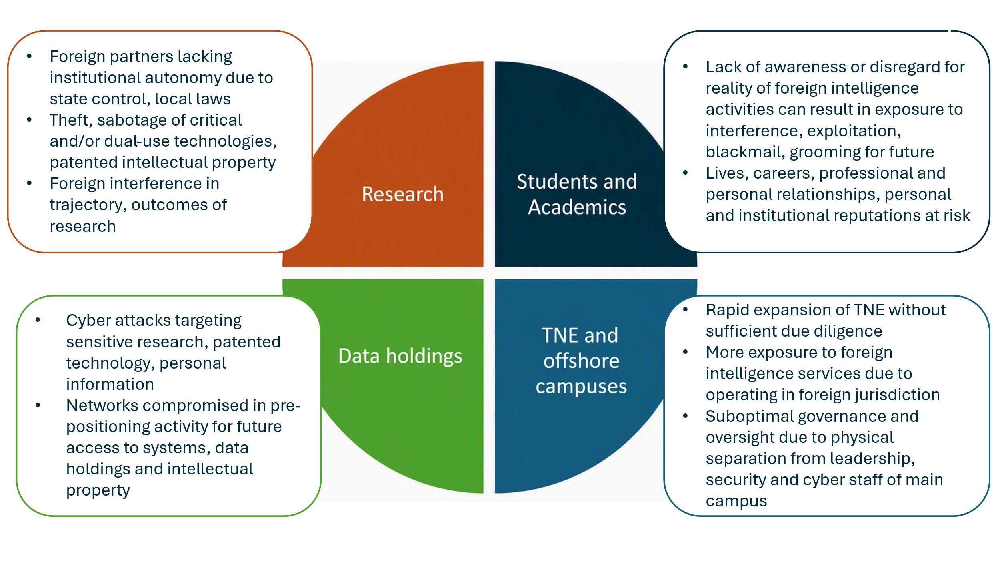 • Foreign partners lacking
institutional autonomy due to
state control, local laws
• Theft, sabotage of critical
and/or dual-use technologies,
patented intellectual property
• Foreign interference in
trajectory, outcomes of
research
Research
Students and
Academics
• Lack of awareness or disregard for
reality of foreign intelligence
activities can result in exposure to
interference, exploitation,
blackmail, grooming for future
• Lives, careers, professional and
personal relationships, personal
and institutional reputations at risk
• Cyber attacks targeting
sensitive research, patented
technology, personal
information
• Networks compromised in pre-
positioning activity for future
access to systems, data
holdings and intellectual
property
Data holdings
TNE and
offshore
campuses
• Rapid expansion of TNE without
sufficient due diligence
• More exposure to foreign
intelligence services due to
operating in foreign jurisdiction
• Suboptimal governance and
oversight due to physical
separation from leadership,
security and cyber staff of main
campus